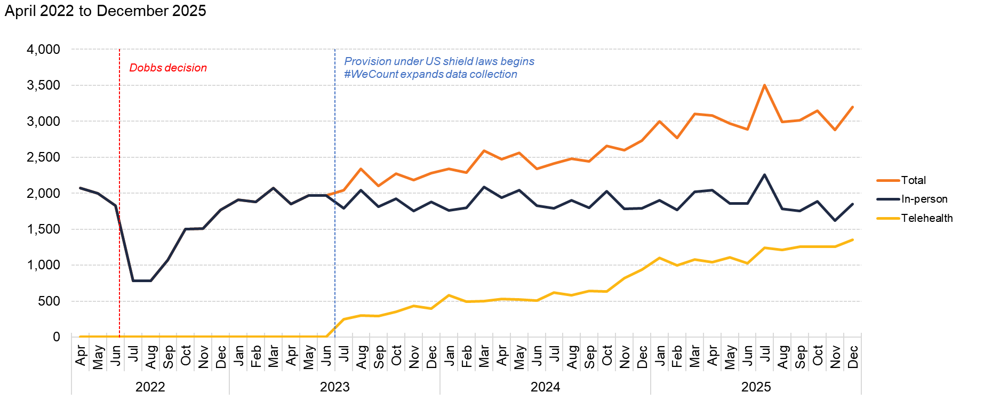 April 2022 to December 2025
4,000
3,500
3,000
2,500
2,000
1,500
1,000
500
0
Dobbs decision
Provision under US shield laws begins
#WeCount expands data collection
Total
In-person
Telehealth
Apr May Jun Jul Aug Sep Oct Nov Dec Jan Feb Mar Apr May Jun Jul Aug Sep Oct Nov Dec Jan Feb Mar Apr May Jun Jul Aug Sep Oct Nov Dec Jan Feb Mar Apr May Jun Jul Aug Sep Oct Nov Dec
2022 2023 2024 2025